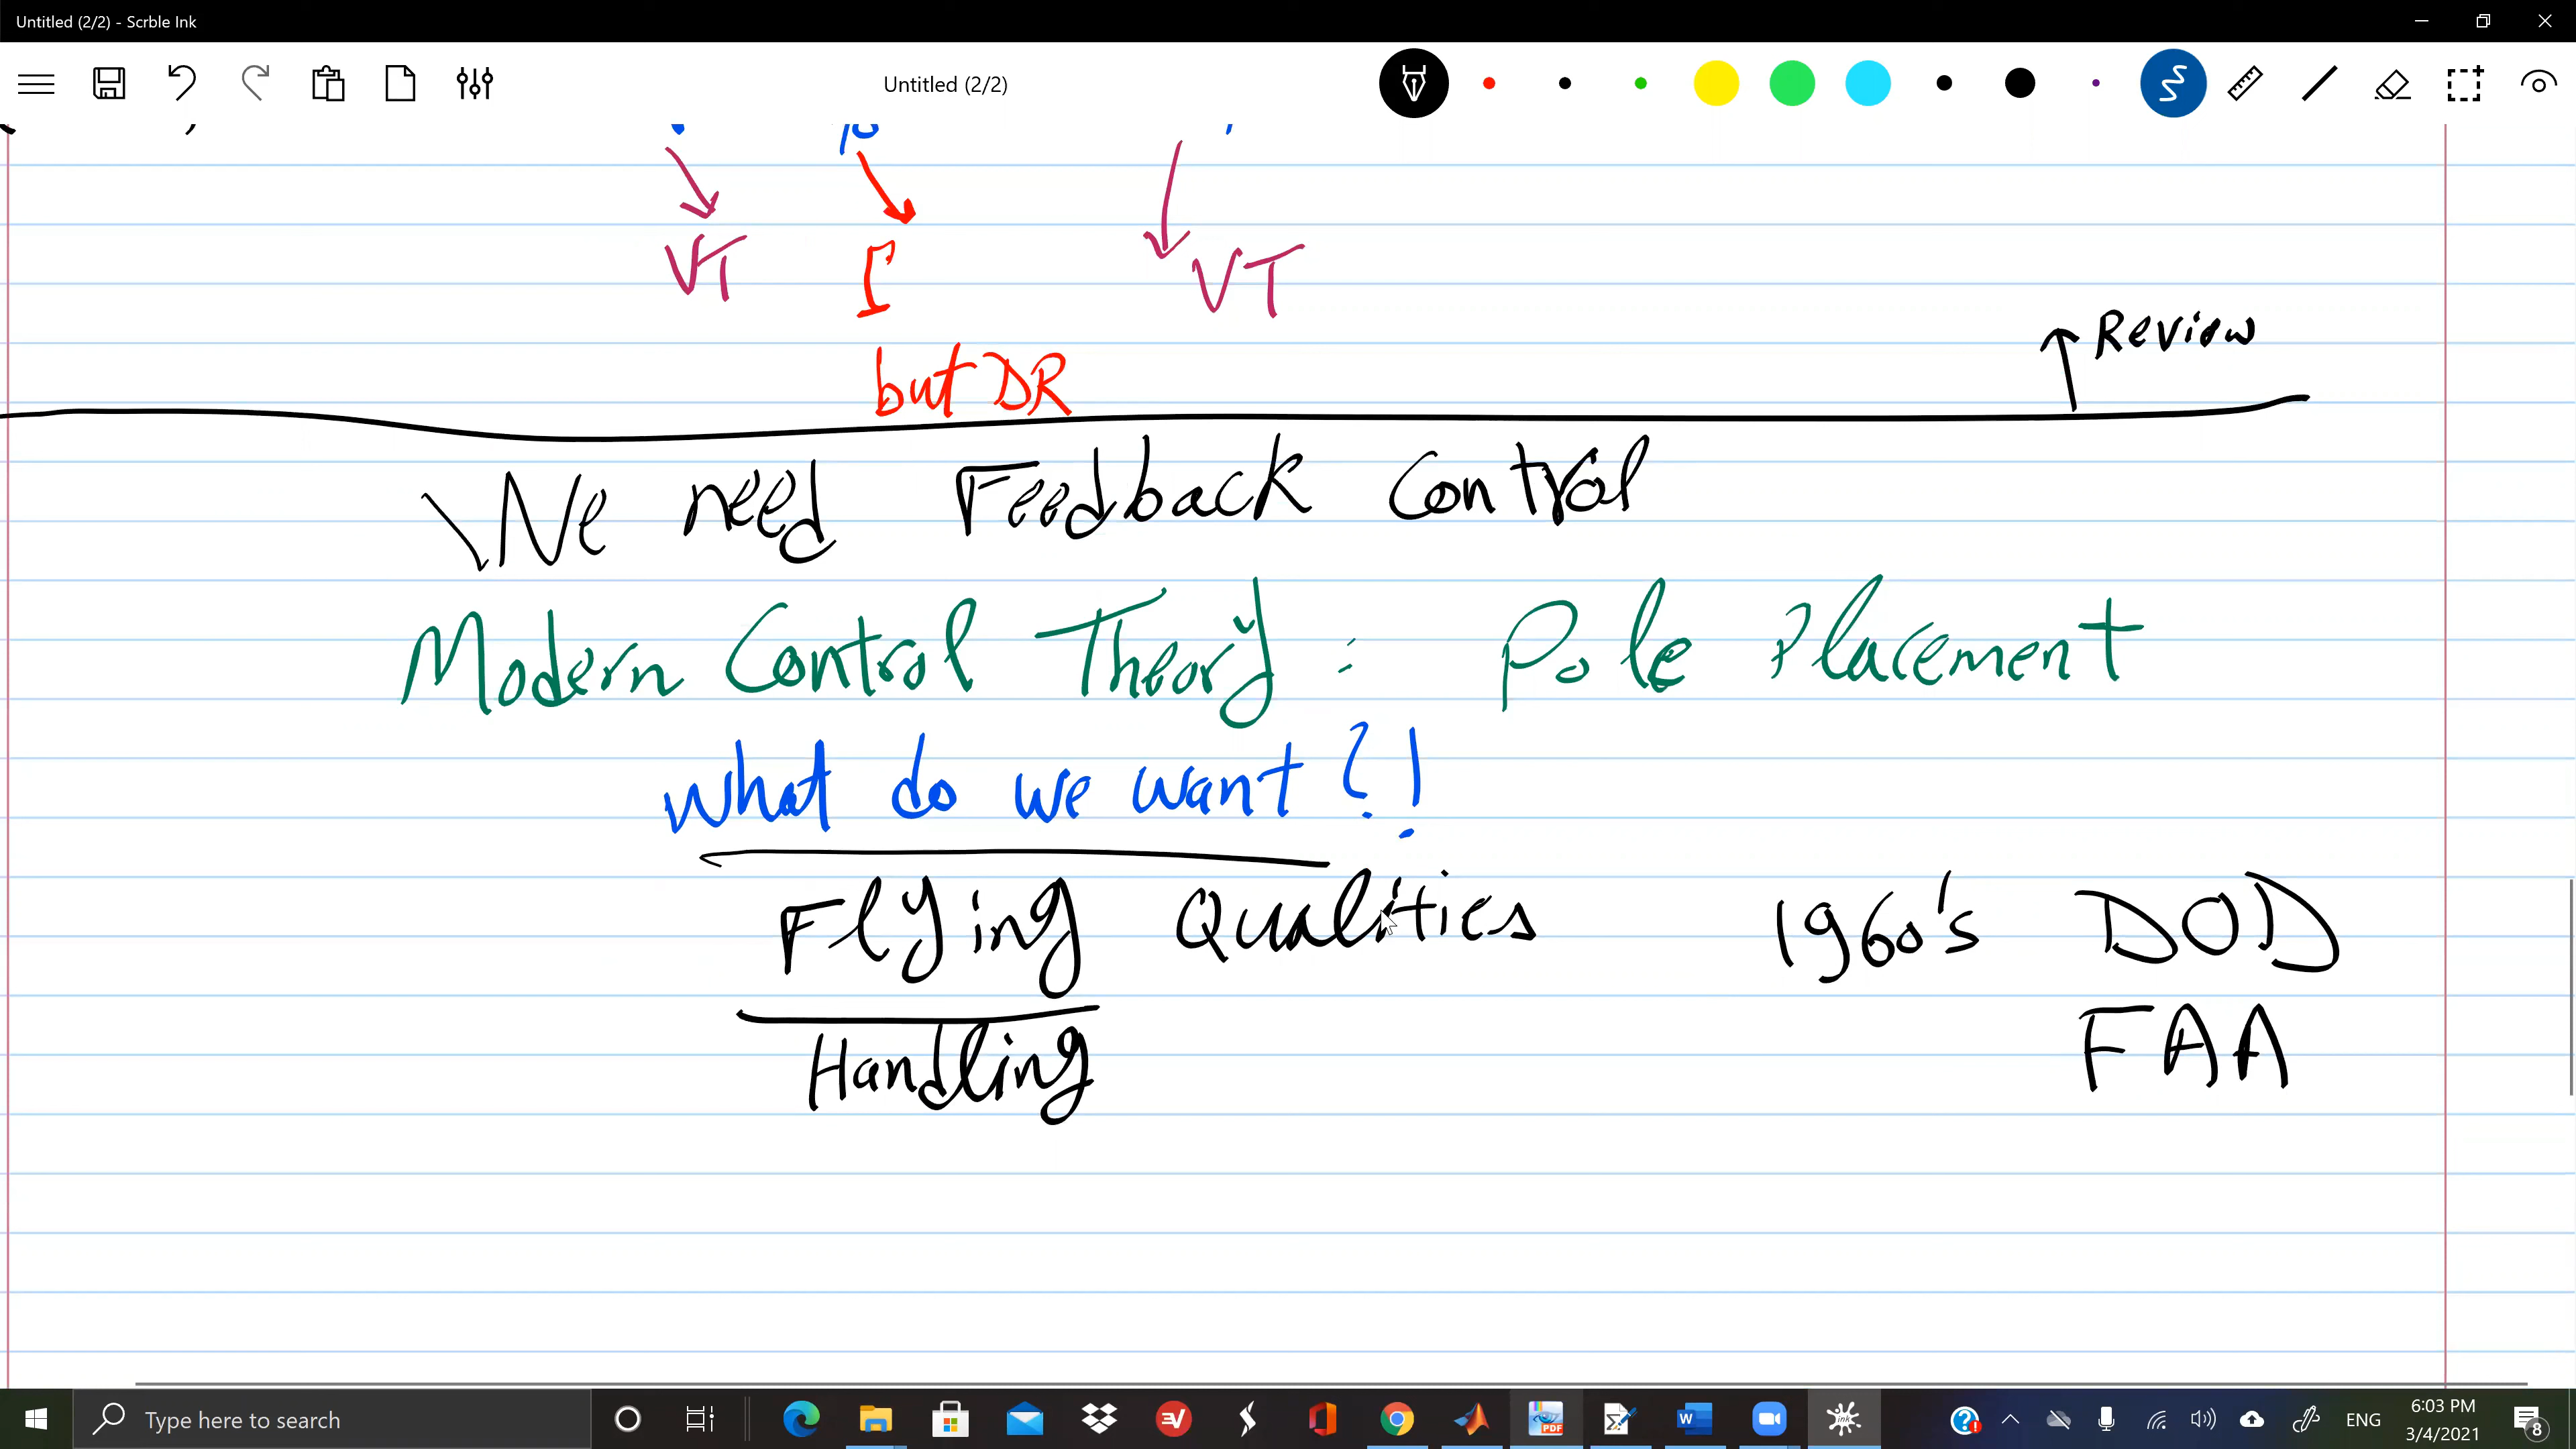 Untitled (2/2) - Scrble Ink
Untitled (2/2)
VT
VT
but DR
Review
We need Feedback Control
Modern Control Theory : Pole Placement
what do we want?!
Flying Qualities 1960's DOD
Handling FAA
Type here to search
PDF
ENG
6:03 PM
3/4/2021
8